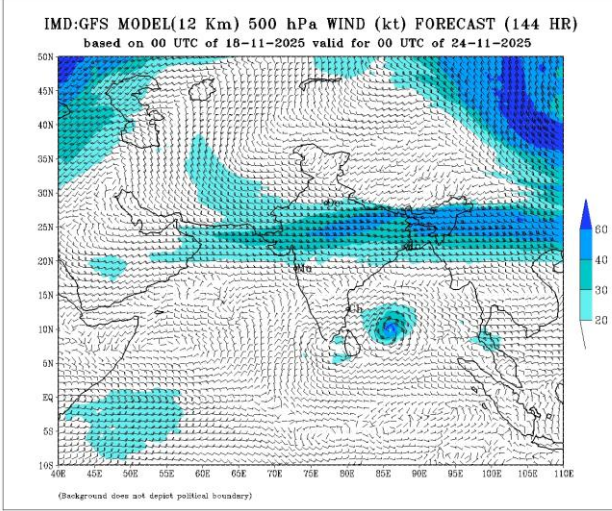 IMD:GFS MODEL(12 Km) 500 hPa WIND (kt) FORECAST (144 HR)
based on 00 UTC of 18-11-2025 valid for 00 UTC of 24-11-2025
50N
45N
40N
35N
30N
25N
20N
15N
10N
5N
EQ
5S
10S
40E 45E 50E 55E 60E 65E 70E 75E 80E 85E 90E 95E 100E 105E 110E
60
40
30
20
(Background does not depict political boundary)